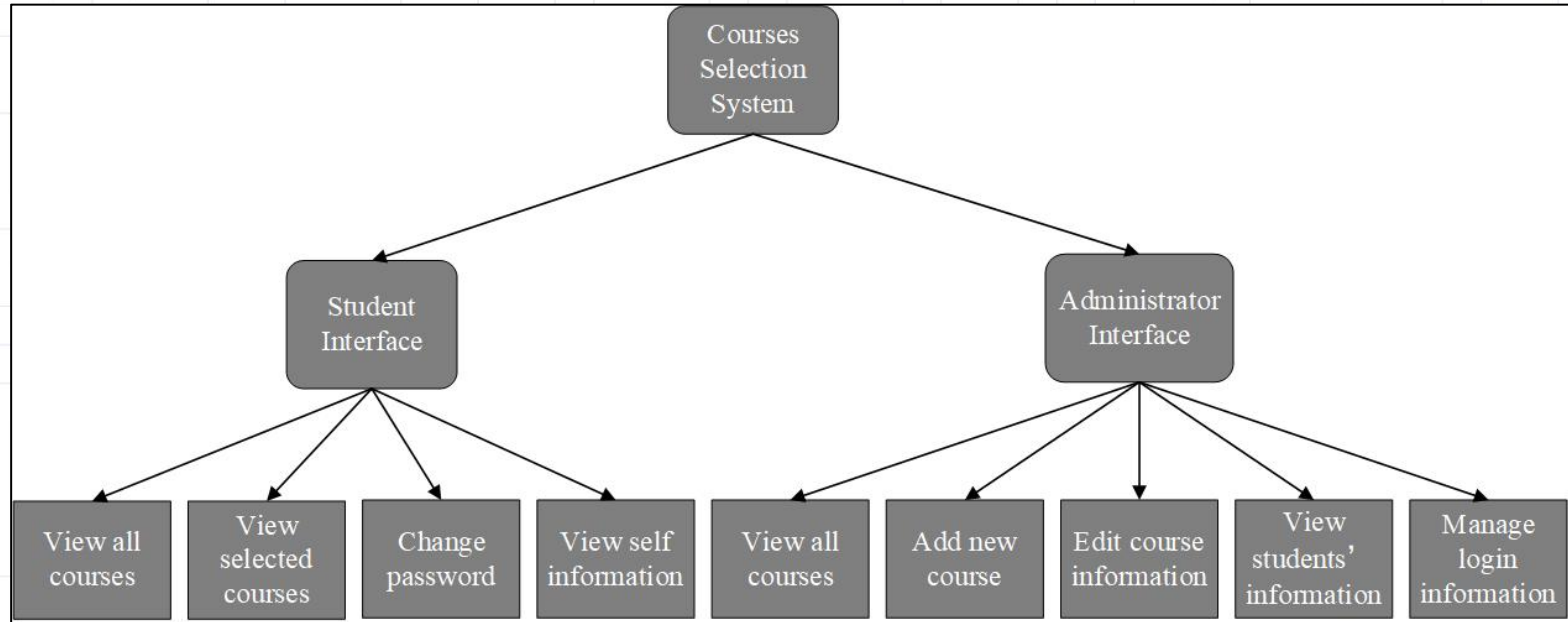 Courses
Selection
System
Student
Interface
Administrator
Interface
View all
courses
View
selected
courses
Change
password
View self
information
View all
courses
Add new
course
Edit course
information
View
students’
information
Manage
login
information